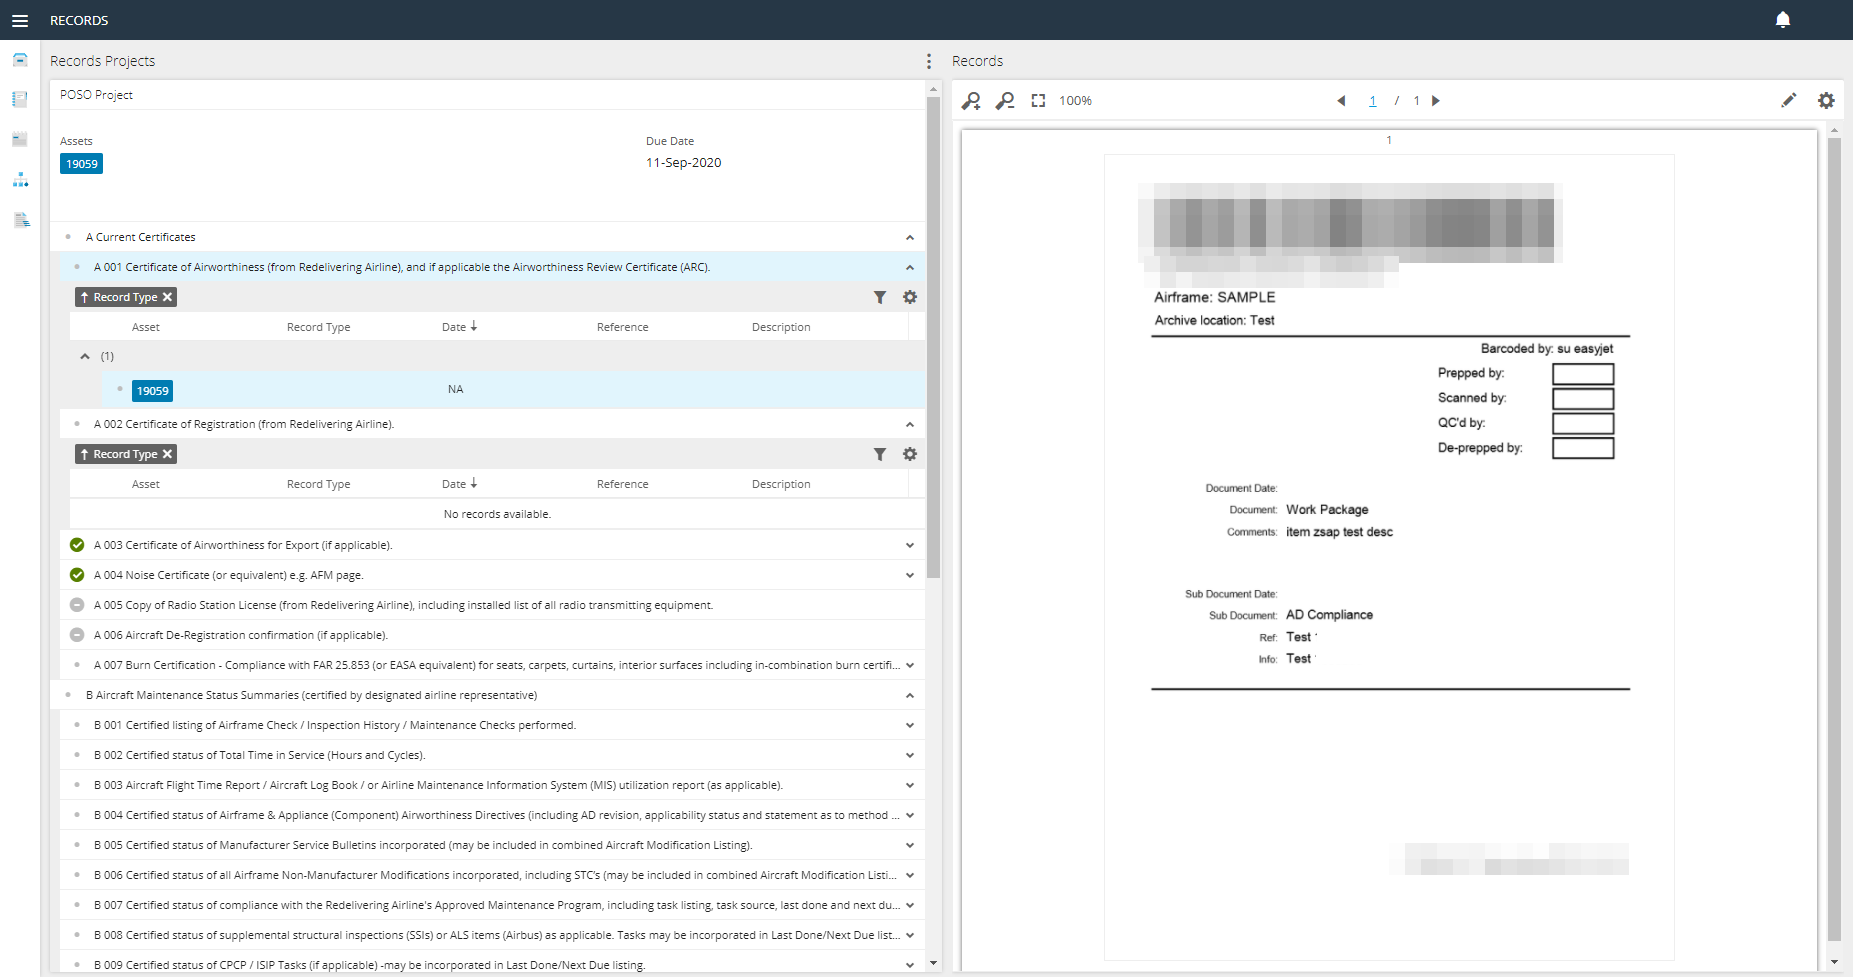 RECORDS
Records Projects
POSO Project
Assets
19059
Due Date
11-Sep-2020
A Current Certificates
A 001 Certificate of Airworthiness (from Redelivering Airline), and if applicable the Airworthiness Review Certificate (ARC).
Record Type
Asset Record Type Date Reference Description
(1)
19059 NA
A 002 Certificate of Registration (from Redelivering Airline).
Record Type
Asset Record Type Date Reference Description
No records available.
A 003 Certificate of Airworthiness for Export (if applicable).
A 004 Noise Certificate (or equivalent) e.g. AFM page.
A 005 Copy of Radio Station License (from Redelivering Airline), including installed list of all radio transmitting equipment.
A 006 Aircraft De-Registration confirmation (if applicable).
A 007 Burn Certification - Compliance with FAR 25.853 (or EASA equivalent) for seats, carpets, curtains, interior surfaces including in-combination burn certifi...
B Aircraft Maintenance Status Summaries (certified by designated airline representative)
B 001 Certified listing of Airframe Check / Inspection History / Maintenance Checks performed.
B 002 Certified status of Total Time in Service (Hours and Cycles).
B 003 Aircraft Flight Time Report / Aircraft Log Book / or Airline Maintenance Information System (MIS) utilization report (as applicable).
B 004 Certified status of Airframe & Appliance (Component) Airworthiness Directives (including AD revision, applicability status and statement as to method ...
B 005 Certified status of Manufacturer Service Bulletins incorporated (may be included in combined Aircraft Modification Listing).
B 006 Certified status of all Airframe Non-Manufacturer Modifications incorporated, including STC's (may be included in combined Aircraft Modification Listi...
B 007 Certified status of compliance with the Redelivering Airline's Approved Maintenance Program, including task listing, task source, last done and next du...
B 008 Certified status of supplemental structural inspections (SSIs) or ALS items (Airbus) as applicable. Tasks may be incorporated in Last Done/Next Due list...
B 009 Certified status of CPCP / ISIP Tasks (if applicable) -may be incorporated in Last Done/Next Due listing.
Records
100%
1 / 1
1
Airframe: SAMPLE
Archive location: Test
Barcoded by: su easyjet
Prepped by:
Scanned by:
QC'd by:
De-prepped by:
Document Date:
Document: Work Package
Comments: item zsap test desc
Sub Document Date:
Sub Document: AD Compliance
Ref: Test
Info: Test